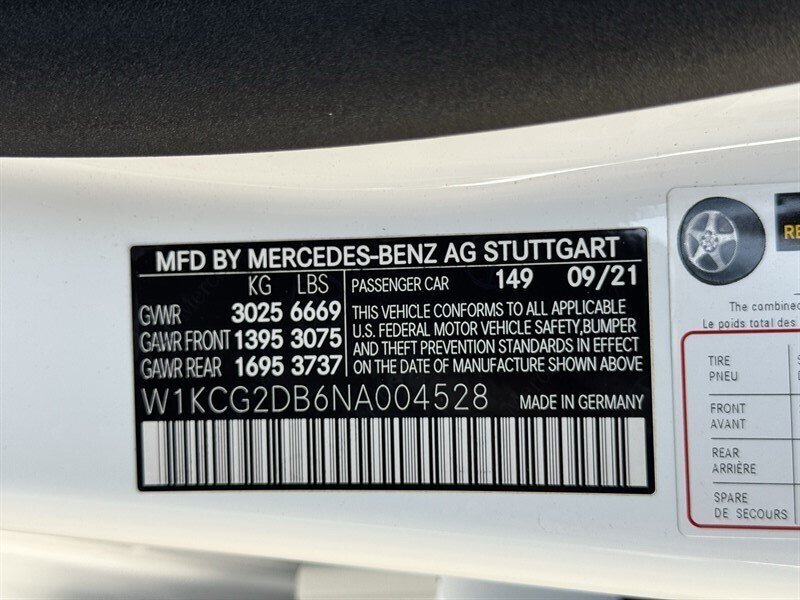 MFD BY MERCEDES-BENZ AG STUTTGART
KG LBS
GVWR 3025 6669
GAWR FRONT 1395 3075
GAWR REAR 1695 3737
PASSENGER CAR 149 09/21
THIS VEHICLE CONFORMS TO ALL APPLICABLE
U.S. FEDERAL MOTOR VEHICLE SAFETY,BUMPER
AND THEFT PREVENTION STANDARDS IN EFFECT
ON THE DATE OF MANUFACTURE SHOWN ABOVE
W1KCG2DB6NA004528 MADE IN GERMANY
The combined
Le poids total des
TIRE
PNEU
FRONT
AVANT
REAR
ARRIÈRE
SPARE
DE SECOURS